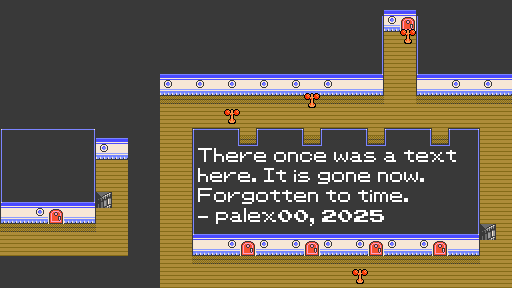 There once was a text
here. It is gone now.
Forgotten to time.
- palex00, 2025